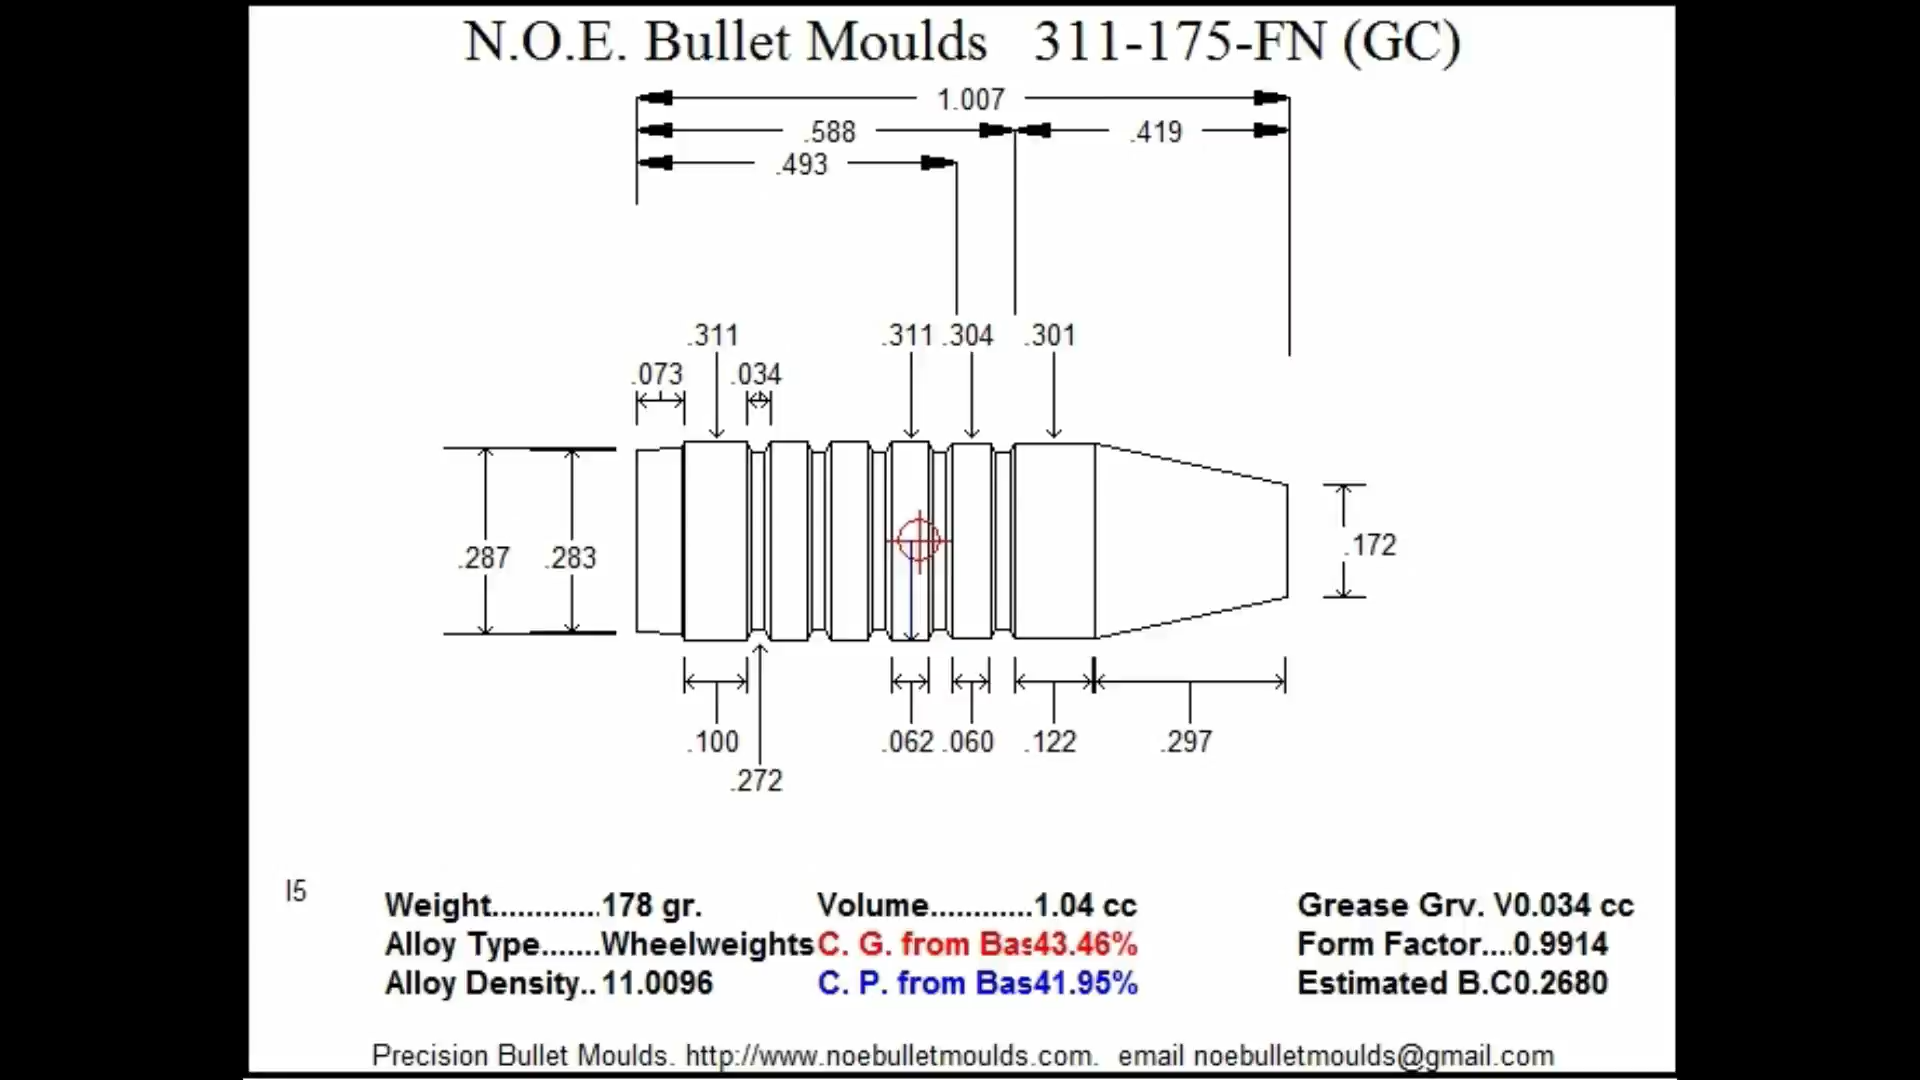 N.O.E. Bullet Moulds 311-175-FN (GC)
1.007
.588 .419
.493
.311 .311 .304 .301
.073 .034
.287 .283 .172
.100 .062 .060 .122 .297
.272
I5
Weight.............178 gr. Volume............1.04 cc Grease Grv. V0.034 cc
Alloy Type.......Wheelweights C. G. from Bas43.46% Form Factor....0.9914
Alloy Density..11.0096 C. P. from Bas41.95% Estimated B.C0.2680
Precision Bullet Moulds. http://www.noebulletmoulds.com. email noebulletmoulds@gmail.com